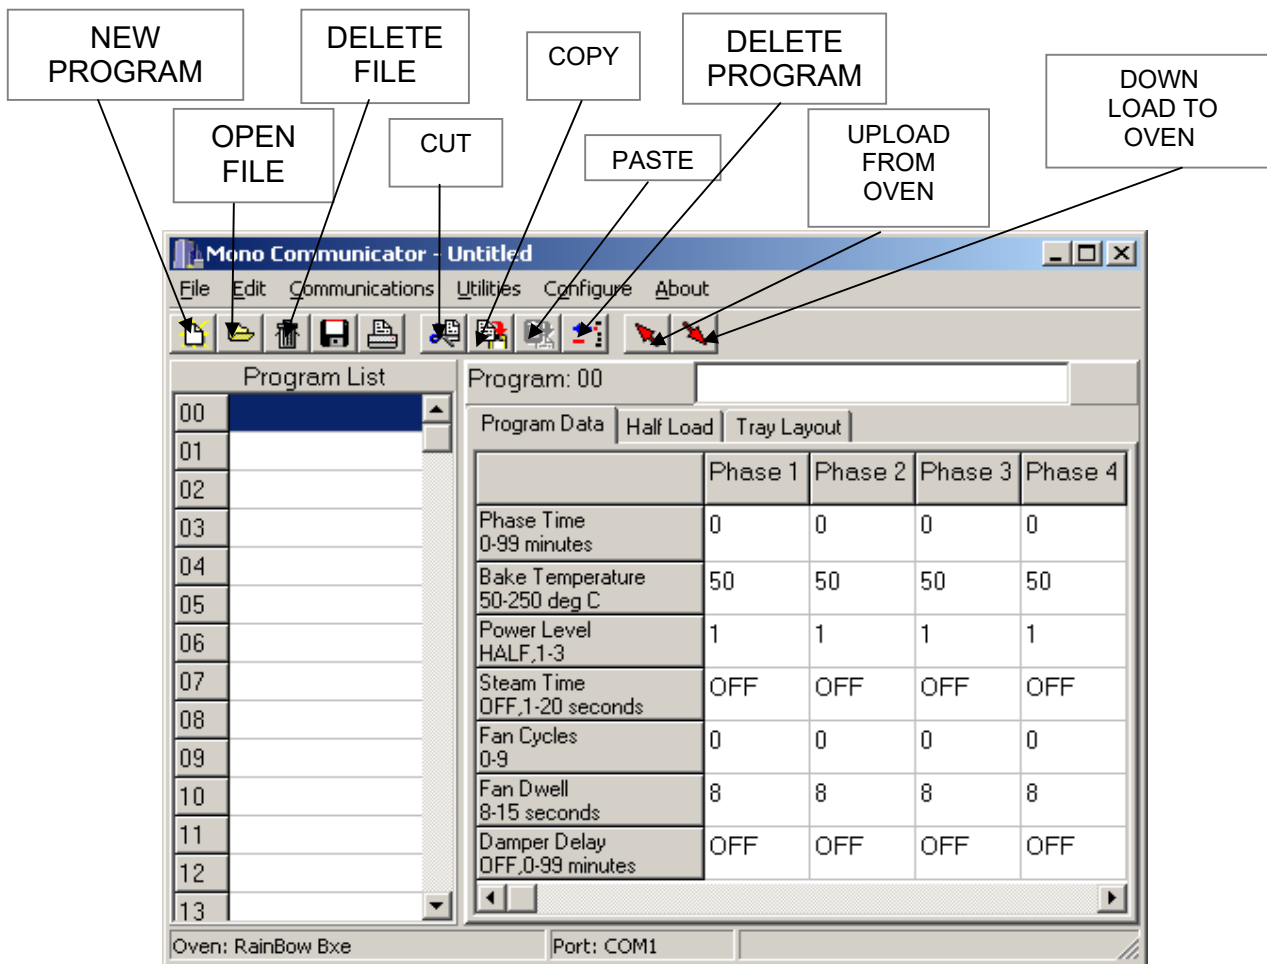 NEW
PROGRAM
DELETE
FILE
COPY
DELETE
PROGRAM
DOWN
LOAD TO
OVEN
OPEN
FILE
CUT
PASTE
UPLOAD
FROM
OVEN
Mono Communicator - Untitled
File Edit Communications Utilities Configure About
Program List
Program: 00
00
01
02
03
04
05
06
07
08
09
10
11
12
13
Program Data Half Load Tray Layout
Phase 1 Phase 2 Phase 3 Phase 4
Phase Time
0-99 minutes
0 0 0 0
Bake Temperature
50-250 deg C
50 50 50 50
Power Level
HALF,1-3
1 1 1 1
Steam Time
OFF,1-20 seconds
OFF OFF OFF OFF
Fan Cycles
0-9
0 0 0 0
Fan Dwell
8-15 seconds
8 8 8 8
Damper Delay
OFF,0-99 minutes
OFF OFF OFF OFF
Oven: RainBow Bxe
Port: COM1